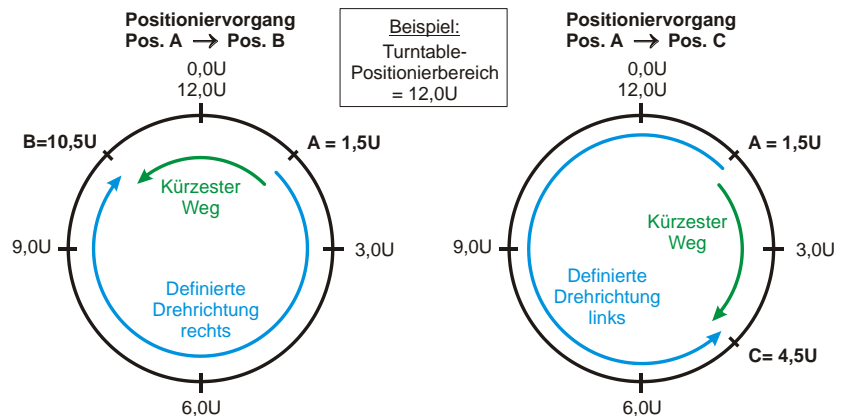 Positioniervorgang
Pos. A → Pos. B
0,0U
12,0U
B=10,5U
A = 1,5U
Kürzester
Weg
9,0U
3,0U
Definierte
Drehrichtung
rechts
6,0U
Beispiel:
Turntable-
Positionierbereich
= 12,0U
Positioniervorgang
Pos. A → Pos. C
0,0U
12,0U
A = 1,5U
Kürzester
Weg
9,0U
3,0U
Definierte
Drehrichtung
links
C= 4,5U
6,0U